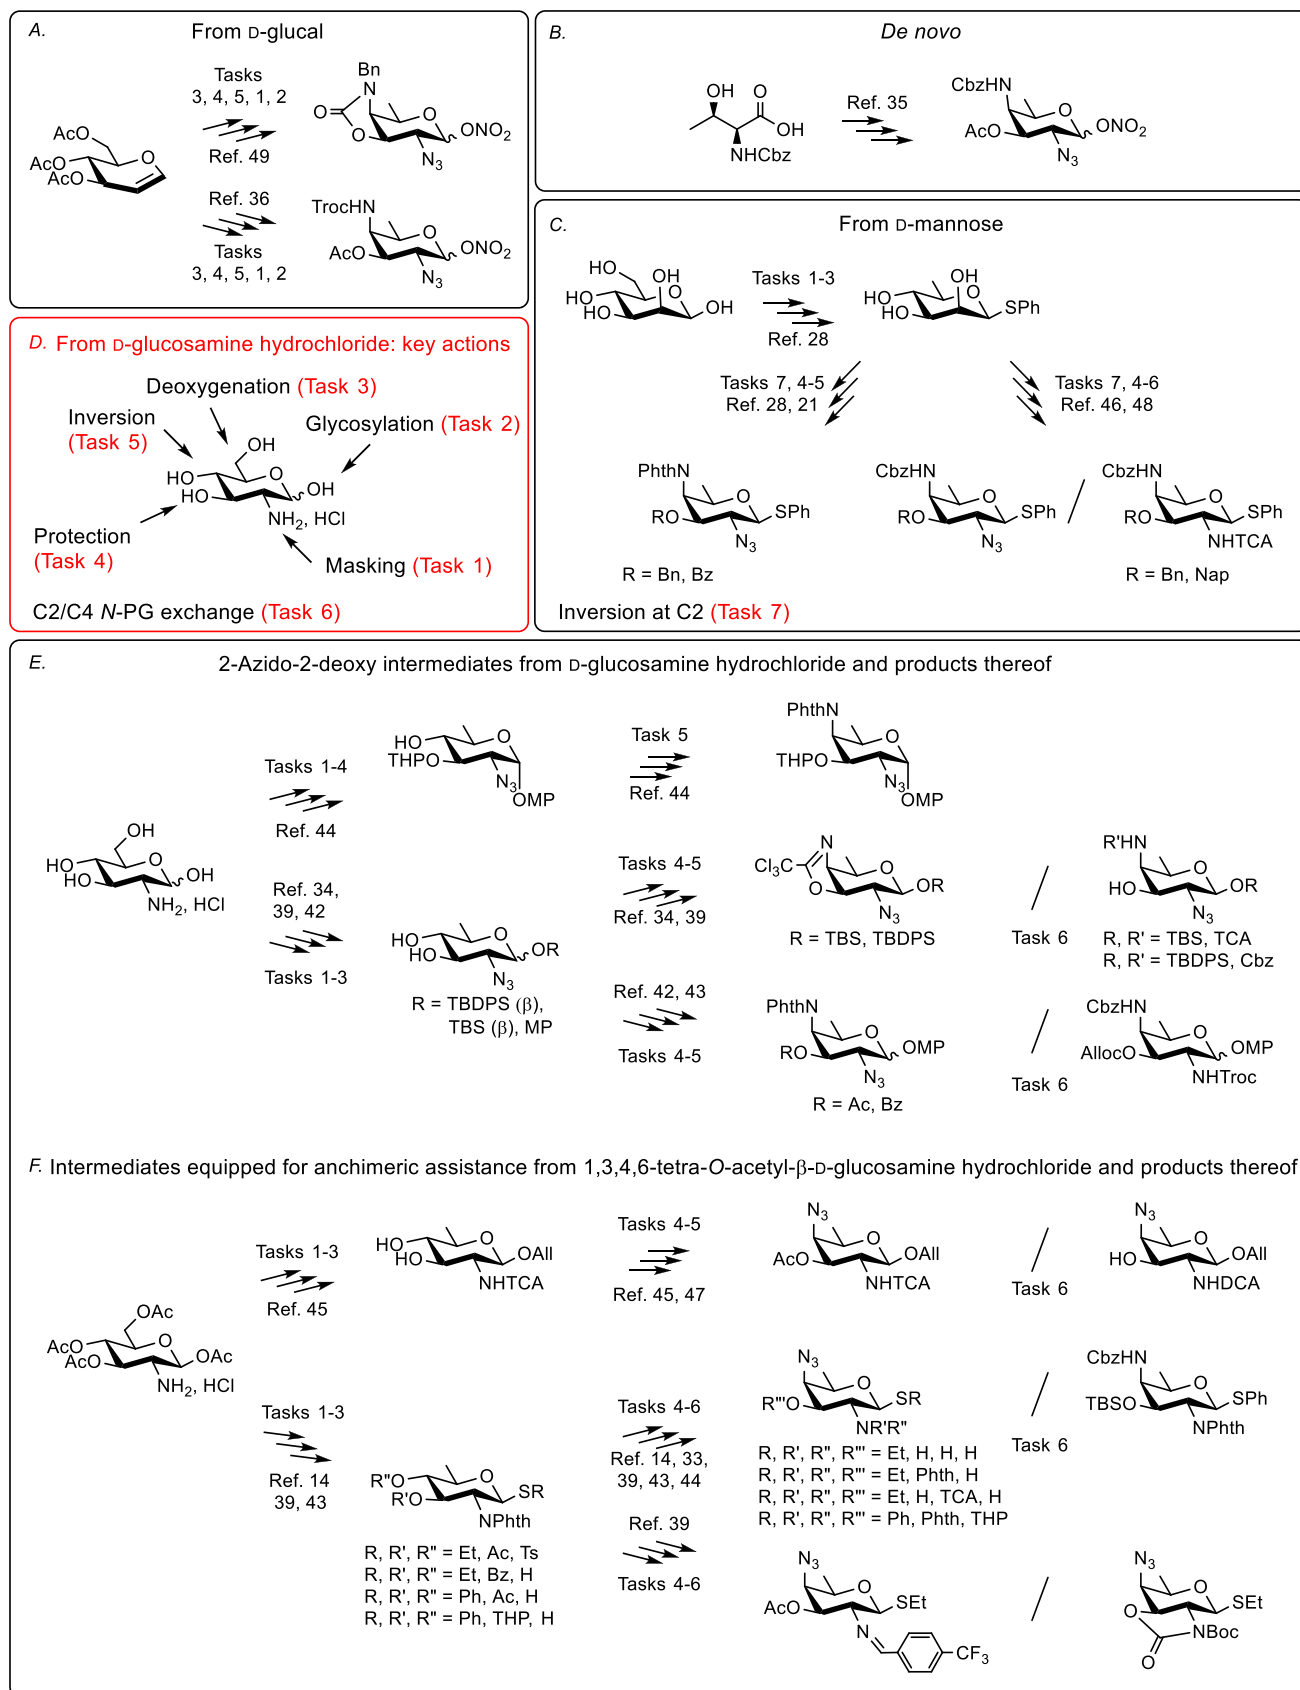 A.
From D-glucal
AcO
AcO
AcO
O
Tasks
3, 4, 5, 1, 2
Ref. 49
Bn
N
O
O
O
ONO2
N3
Ref. 36
Tasks
3, 4, 5, 1, 2
TrocHN
O
AcO
ONO2
N3
B.
De novo
OH
O
OH
NHCbz
Ref. 35
CbzHN
O
AcO
ONO2
N3
C.
From D-mannose
HO
OH
HO
O
HO
OH
Tasks 1-3
Ref. 28
OH
HO
O
HO
SPh
Tasks 7, 4-5
Ref. 28, 21
Tasks 7, 4-6
Ref. 46, 48
PhthN
O
RO
SPh
N3
R = Bn, Bz
CbzHN
O
RO
SPh
N3
CbzHN
O
RO
SPh
NHTCA
R = Bn, Nap
Inversion at C2 (Task 7)
D. From D-glucosamine hydrochloride: key actions
Deoxygenation (Task 3)
Inversion
(Task 5)
Glycosylation (Task 2)
OH
HO
O
HO
OH
NH2, HCl
Protection
(Task 4)
Masking (Task 1)
C2/C4 N-PG exchange (Task 6)
E.
2-Azido-2-deoxy intermediates from D-glucosamine hydrochloride and products thereof
OH
HO
O
HO
OH
NH2, HCl
Tasks 1-4
Ref. 44
HO
O
THPO
N3
OMP
Task 5
Ref. 44
PhthN
O
THPO
N3
OMP
Ref. 34,
39, 42
Tasks 1-3
HO
O
HO
OR
N3
R = TBDPS (β),
TBS (β), MP
Tasks 4-5
Ref. 34, 39
Cl3C
N
O
O
OR
N3
R = TBS, TBDPS
Task 6
R'HN
O
HO
OR
N3
R, R' = TBS, TCA
R, R' = TBDPS, Cbz
Ref. 42, 43
Tasks 4-5
PhthN
O
RO
OMP
N3
R = Ac, Bz
Task 6
CbzHN
O
AllocO
OMP
NHTroc
F. Intermediates equipped for anchimeric assistance from 1,3,4,6-tetra-O-acetyl-β-D-glucosamine hydrochloride and products thereof
OAc
AcO
O
AcO
OAc
NH2, HCl
Tasks 1-3
Ref. 45
HO
O
HO
OAll
NHTCA
Tasks 4-5
Ref. 45, 47
N3
O
AcO
OAll
NHTCA
Task 6
N3
O
HO
OAll
NHDCA
Tasks 1-3
Ref. 14
39, 43
R"O
O
R'O
SR
NPhth
R, R', R" = Et, Ac, Ts
R, R', R" = Et, Bz, H
R, R', R" = Ph, Ac, H
R, R', R" = Ph, THP, H
Tasks 4-6
Ref. 14, 33,
39, 43, 44
N3
O
R'"O
SR
NR'R"
R, R', R", R'" = Et, H, H, H
R, R', R", R'" = Et, Phth, H
R, R', R", R'" = Et, H, TCA, H
R, R', R", R'" = Ph, Phth, THP
Task 6
CbzHN
O
TBSO
SPh
NPhth
Ref. 39
Tasks 4-6
N3
O
AcO
SEt
N
CF3
N3
O
O
SEt
NBoc
O